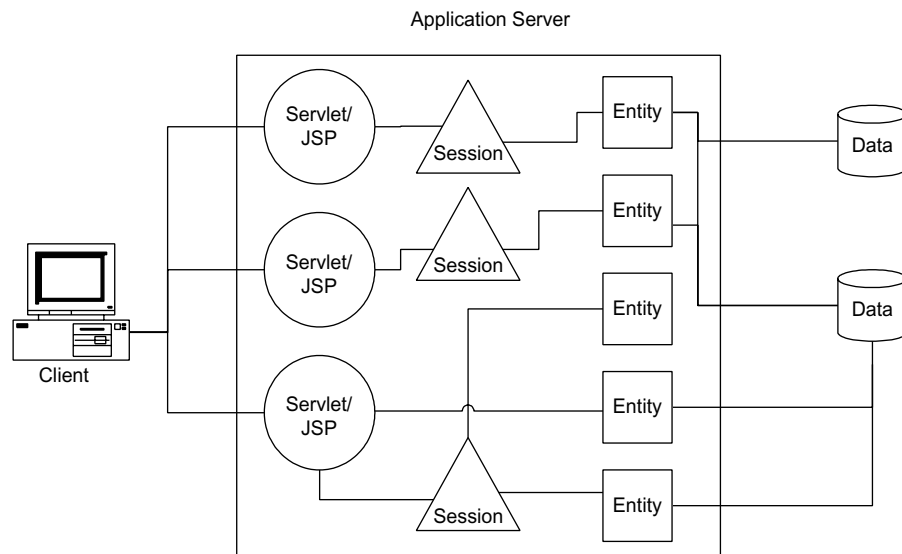 Application Server
Servlet/
JSP
Session
Entity
Data
Servlet/
JSP
Session
Entity
Entity
Data
Client
Servlet/
JSP
Entity
Session
Entity